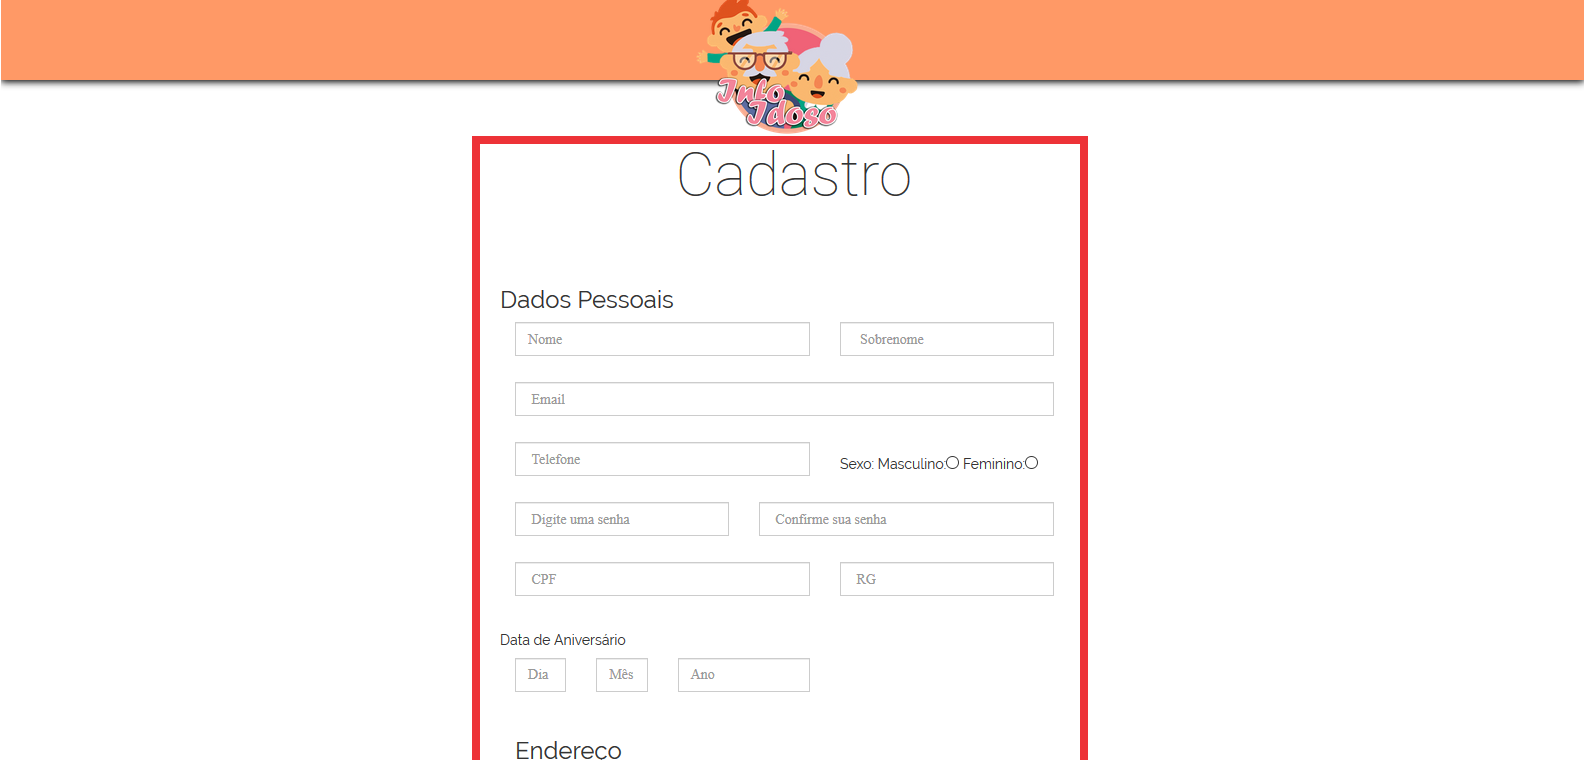 Info
Idoso
Cadastro
Dados Pessoais
Nome Sobrenome
Email
Telefone Sexo: Masculino: Feminino:
Digite uma senha Confirme sua senha
CPF RG
Data de Aniversário
Dia Mês Ano
Endereço